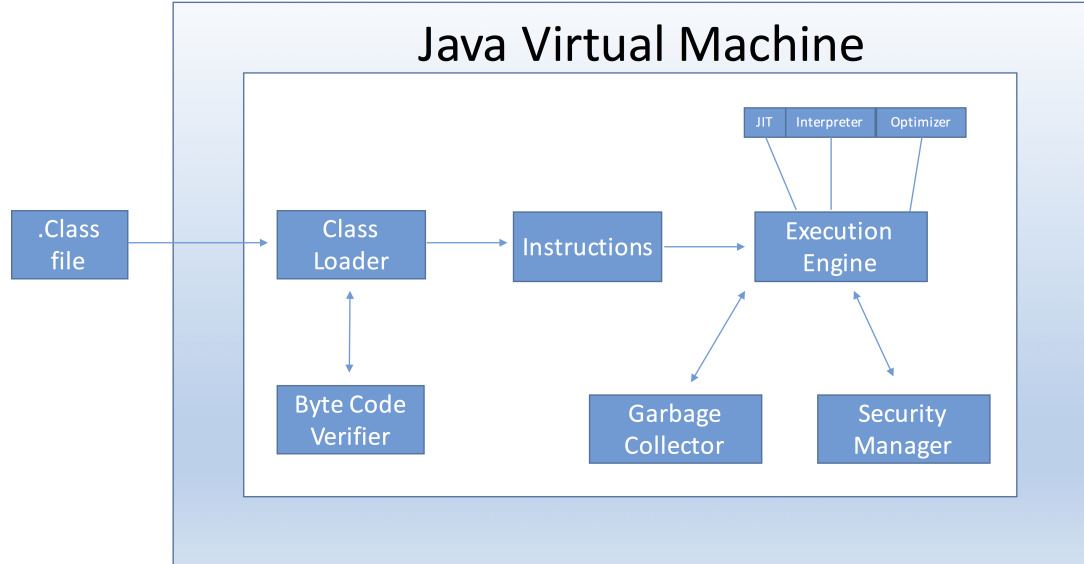 Java Virtual Machine
JIT
Interpreter
Optimizer
.Class
file
Class
Loader
Instructions
Execution
Engine
Byte Code
Verifier
Garbage
Collector
Security
Manager